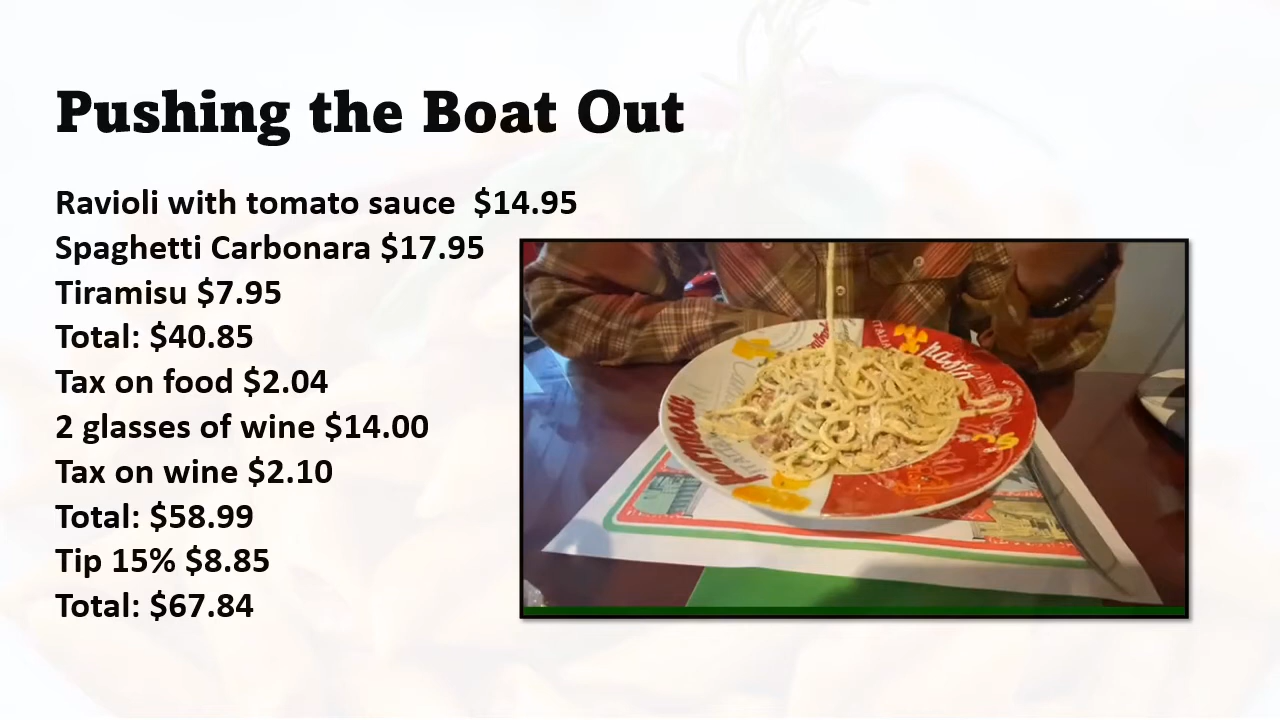 Pushing the Boat Out
Ravioli with tomato sauce $14.95
Spaghetti Carbonara $17.95
Tiramisu $7.95
Total: $40.85
Tax on food $2.04
2 glasses of wine $14.00
Tax on wine $2.10
Total: $58.99
Tip 15% $8.85
Total: $67.84
pasta